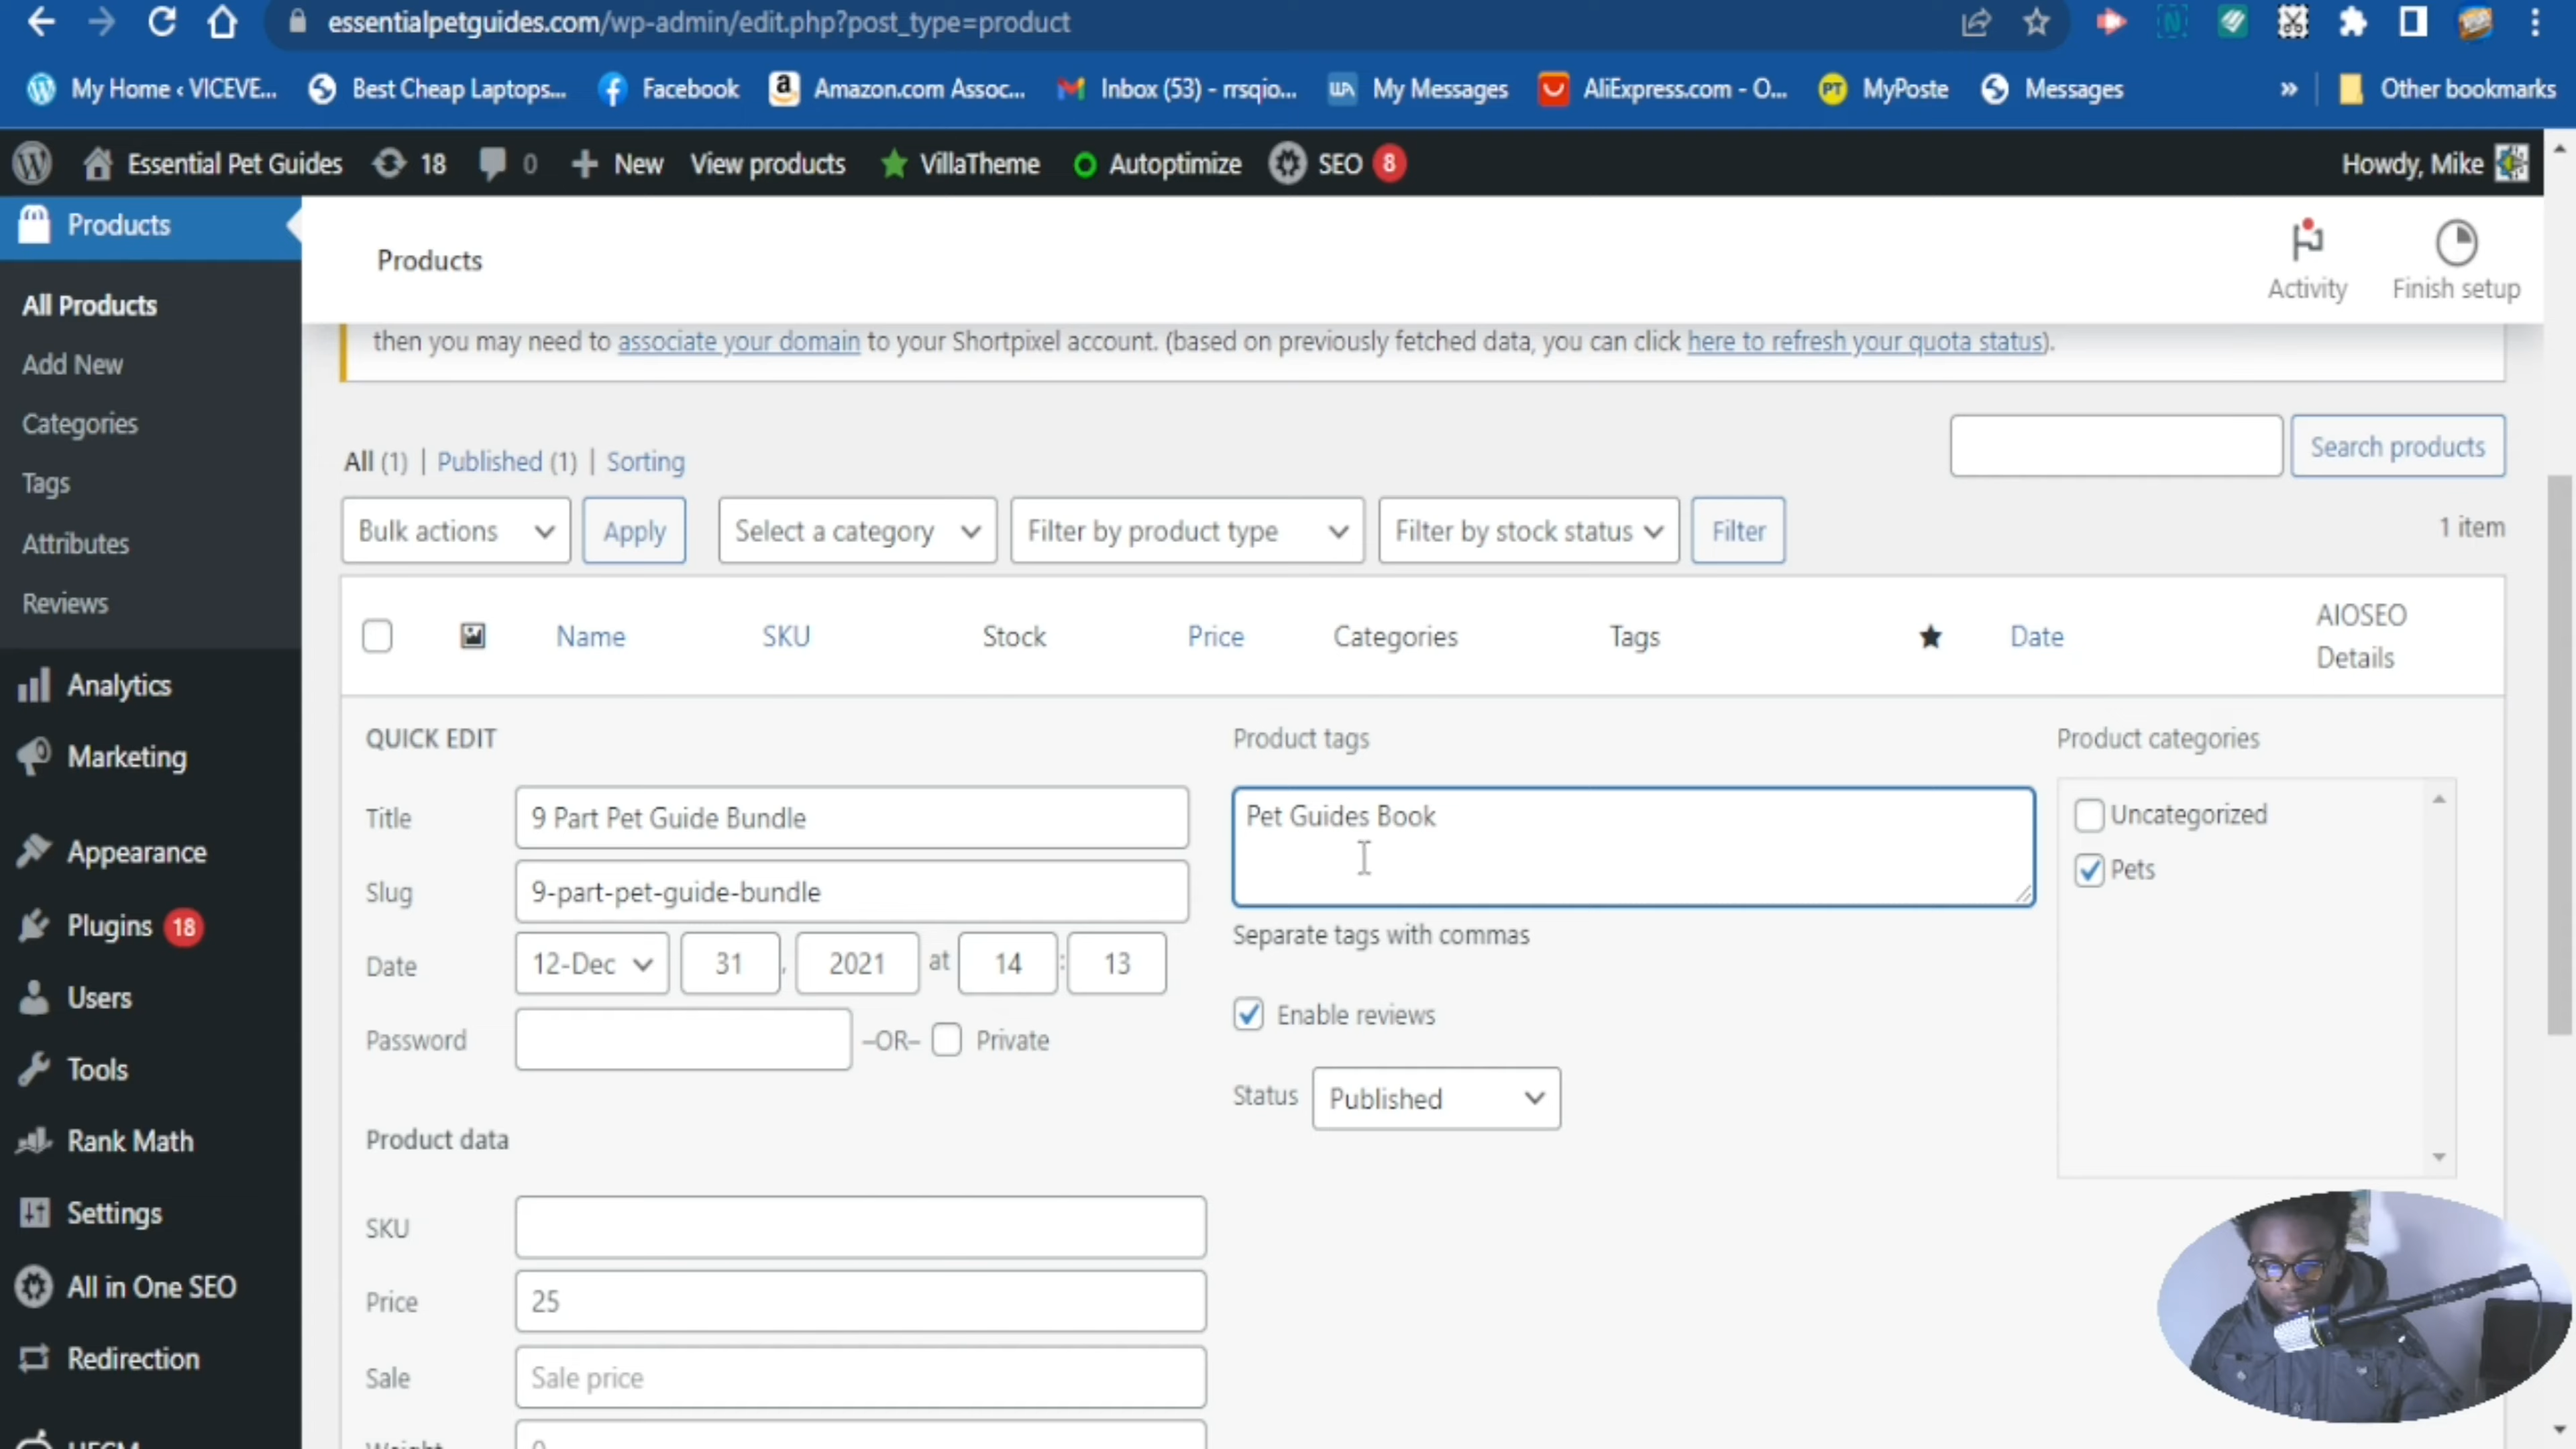 essentialpetguides.com/wp-admin/edit.php?post_type=product
My Home ‹ VICEVE... Best Cheap Laptops... Facebook Amazon.com Assoc... Inbox (53) - rrsqio... My Messages AliExpress.com - O... MyPoste Messages » Other bookmarks
Essential Pet Guides 18 0 + New View products VillaTheme Autoptimize SEO 8 Howdy, Mike
Products
All Products
Add New
Categories
Tags
Attributes
Reviews
Analytics
Marketing
Appearance
Plugins 18
Users
Tools
Rank Math
Settings
All in One SEO
Redirection
Products
Activity
Finish setup
then you may need to associate your domain to your Shortpixel account. (based on previously fetched data, you can click here to refresh your quota status).
Search products
All (1) | Published (1) | Sorting
Bulk actions Apply Select a category Filter by product type Filter by stock status Filter 1 item
Name SKU Stock Price Categories Tags Date AIOSEO Details
QUICK EDIT
Title 9 Part Pet Guide Bundle
Slug 9-part-pet-guide-bundle
Date 12-Dec 31 , 2021 at 14 : 13
Password –OR– Private
Product data
SKU
Price 25
Sale Sale price
Product tags
Pet Guides Book
Separate tags with commas
Enable reviews
Status Published
Product categories
Uncategorized
Pets